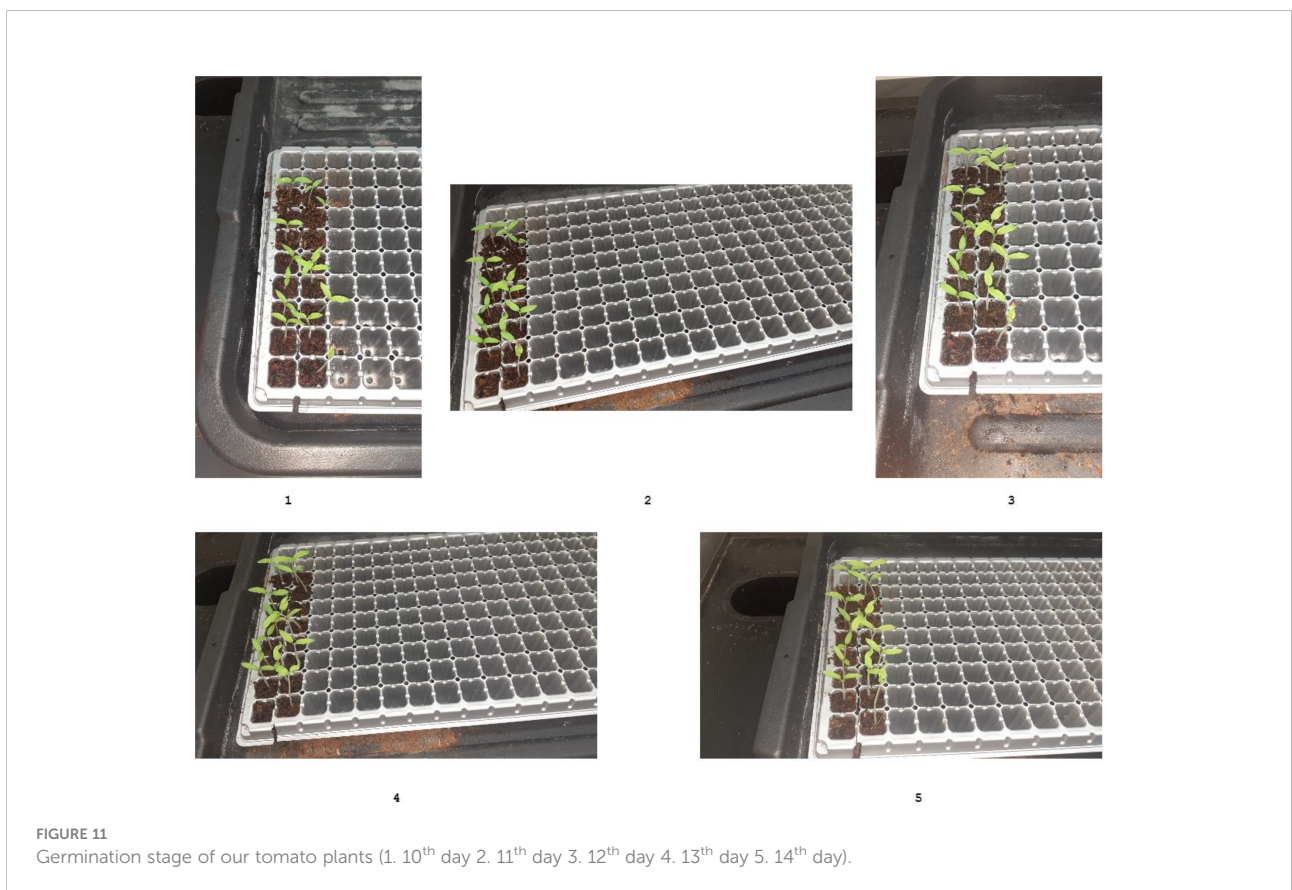 1
2
3
4
5
FIGURE 11
Germination stage of our tomato plants (1. 10th day 2. 11th day 3. 12th day 4. 13th day 5. 14th day).